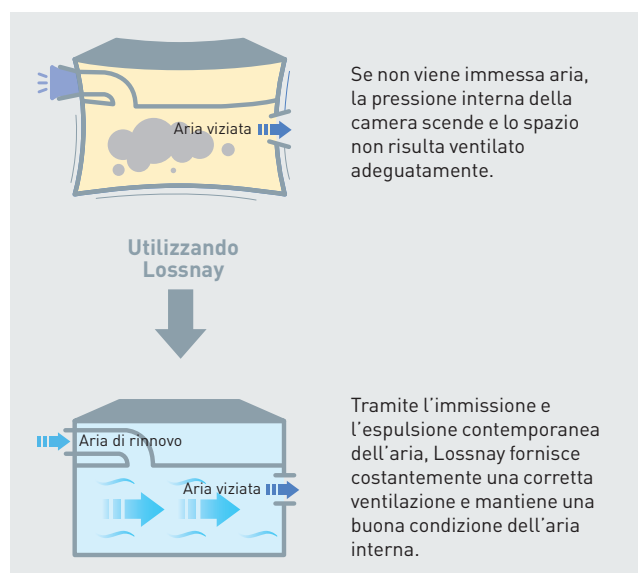 Aria viziata
Se non viene immessa aria,
la pressione interna della
camera scende e lo spazio
non risulta ventilato
adeguatamente.
Utilizzando
Lossnay
Aria di rinnovo
Aria viziata
Tramite l'immissione e
l'espulsione contemporanea
dell'aria, Lossnay fornisce
costantemente una corretta
ventilazione e mantiene una
buona condizione dell'aria
interna.